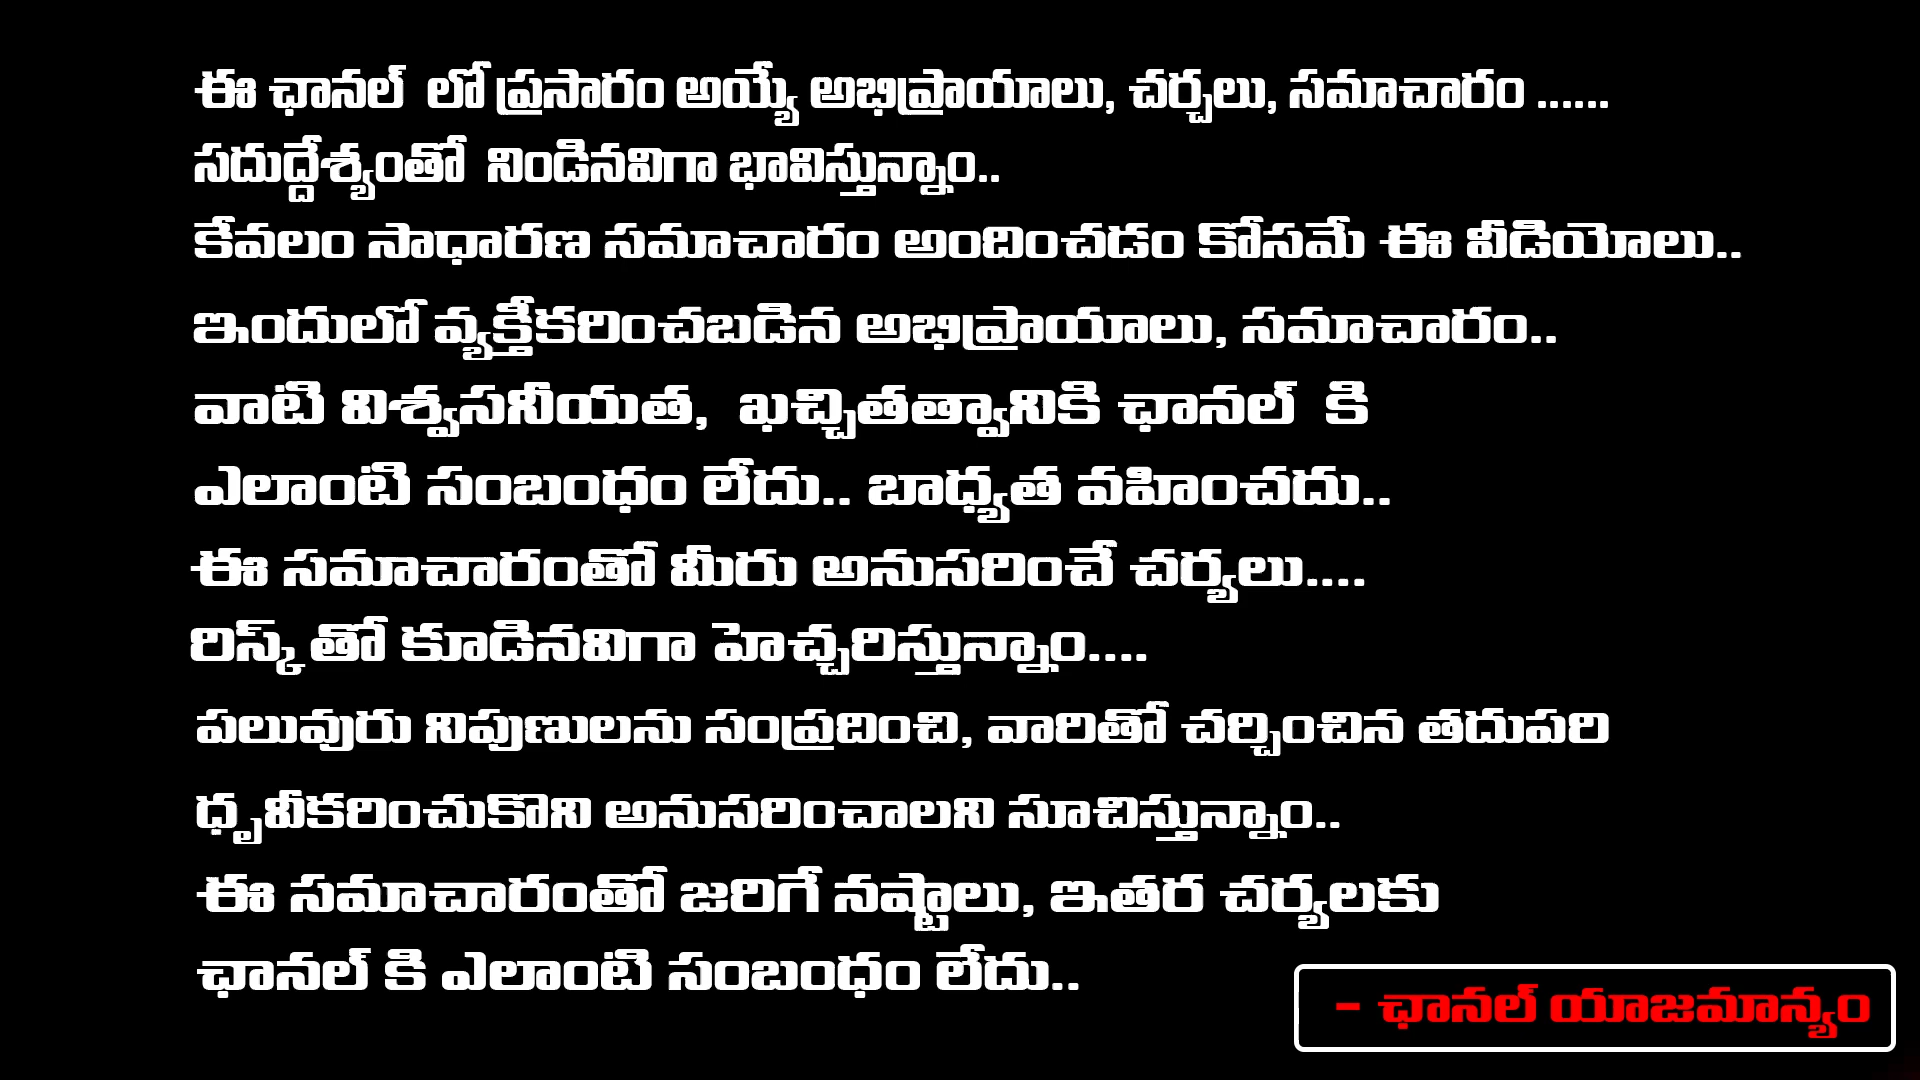 ఈ ఛానల్ లో ప్రసారం అయ్యే అభిప్రాయాలు, చర్చలు, సమాచారం ......
సదుద్దేశ్యంతో నిండినవిగా భావిస్తున్నాం..
కేవలం సాధారణ సమాచారం అందించడం కోసమే ఈ వీడియోలు..
ఇందులో వ్యక్తీకరించబడిన అభిప్రాయాలు, సమాచారం..
వాటి విశ్వసనీయత, ఖచ్చితత్వానికి ఛానల్ కి
ఎలాంటి సంబంధం లేదు.. బాధ్యత వహించదు..
ఈ సమాచారంతో మీరు అనుసరించే చర్యలు....
రిస్క్ తో కూడినవిగా హెచ్చరిస్తున్నాం....
పలువురు నిపుణులను సంప్రదించి, వారితో చర్చించిన తదుపరి
ధృవీకరించుకొని అనుసరించాలని సూచిస్తున్నాం..
ఈ సమాచారంతో జరిగే నష్టాలు, ఇతర చర్యలకు
ఛానల్ కి ఎలాంటి సంబంధం లేదు..
- ఛానల్ యాజమాన్యం